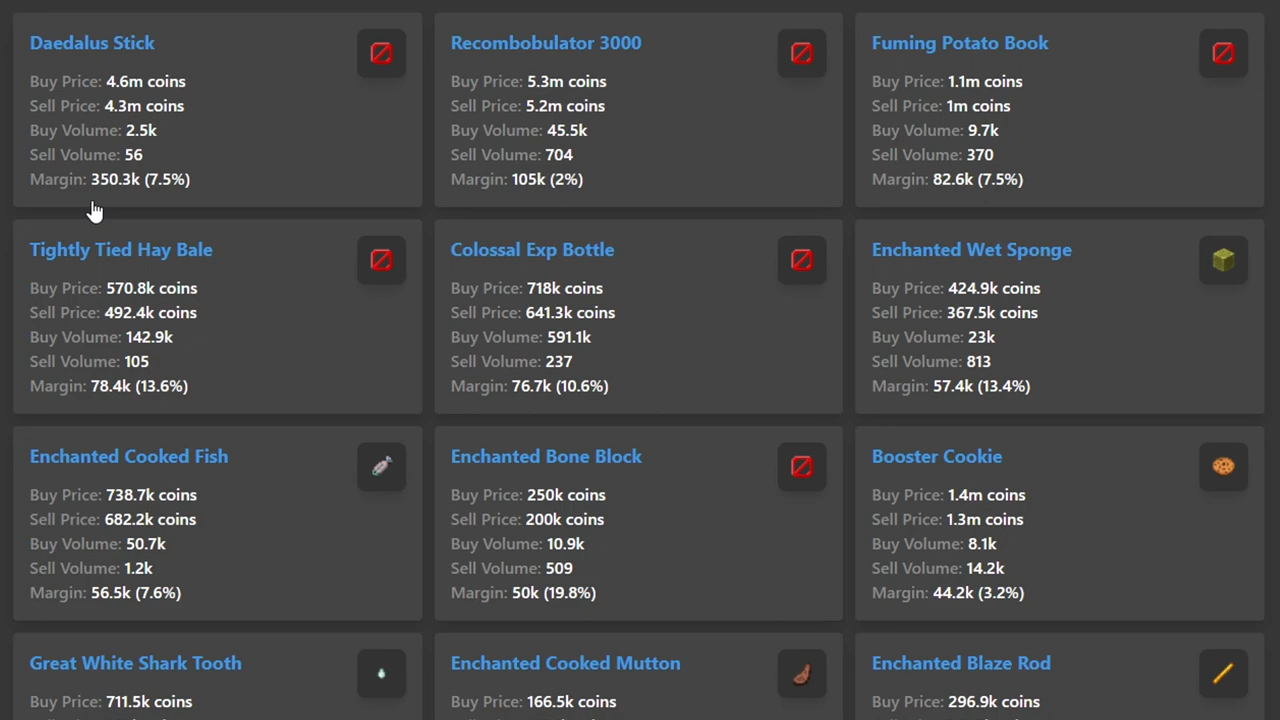 Daedalus Stick
Buy Price: 4.6m coins
Sell Price: 4.3m coins
Buy Volume: 2.5k
Sell Volume: 56
Margin: 350.3k (7.5%)
Recombobulator 3000
Buy Price: 5.3m coins
Sell Price: 5.2m coins
Buy Volume: 45.5k
Sell Volume: 704
Margin: 105k (2%)
Fuming Potato Book
Buy Price: 1.1m coins
Sell Price: 1m coins
Buy Volume: 9.7k
Sell Volume: 370
Margin: 82.6k (7.5%)
Tightly Tied Hay Bale
Buy Price: 570.8k coins
Sell Price: 492.4k coins
Buy Volume: 142.9k
Sell Volume: 105
Margin: 78.4k (13.6%)
Colossal Exp Bottle
Buy Price: 718k coins
Sell Price: 641.3k coins
Buy Volume: 591.1k
Sell Volume: 237
Margin: 76.7k (10.6%)
Enchanted Wet Sponge
Buy Price: 424.9k coins
Sell Price: 367.5k coins
Buy Volume: 23k
Sell Volume: 813
Margin: 57.4k (13.4%)
Enchanted Cooked Fish
Buy Price: 738.7k coins
Sell Price: 682.2k coins
Buy Volume: 50.7k
Sell Volume: 1.2k
Margin: 56.5k (7.6%)
Enchanted Bone Block
Buy Price: 250k coins
Sell Price: 200k coins
Buy Volume: 10.9k
Sell Volume: 509
Margin: 50k (19.8%)
Booster Cookie
Buy Price: 1.4m coins
Sell Price: 1.3m coins
Buy Volume: 8.1k
Sell Volume: 14.2k
Margin: 44.2k (3.2%)
Great White Shark Tooth
Buy Price: 711.5k coins
Enchanted Cooked Mutton
Buy Price: 166.5k coins
Enchanted Blaze Rod
Buy Price: 296.9k coins